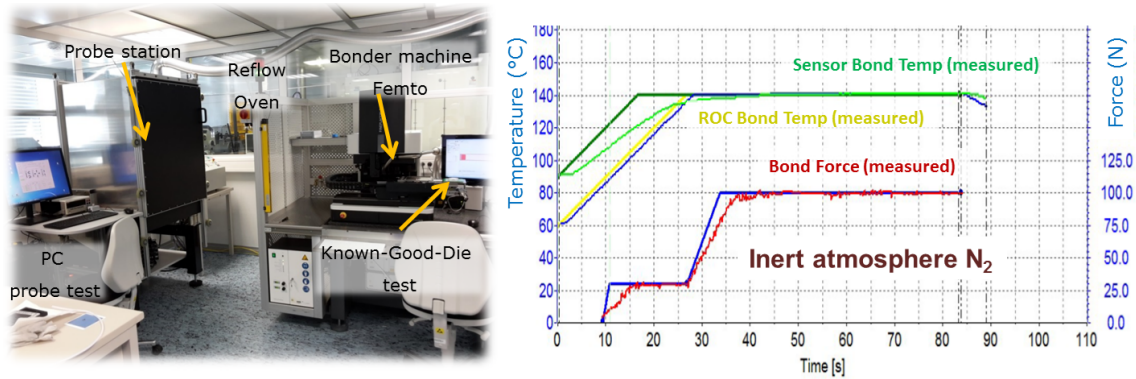 Probe station
Reflow
Oven
Bonder machine
Femto
PC
probe test
Known-Good-Die
test
Temperature (°C)
180
160
140
120
100
80
60
40
20
0
Sensor Bond Temp (measured)
ROC Bond Temp (measured)
Bond Force (measured)
Inert atmosphere N₂
Force (N)
125.0
100.0
75.0
50.0
25.0
0.0
0 10 20 30 40 50 60 70 80 90 100 110
Time [s]